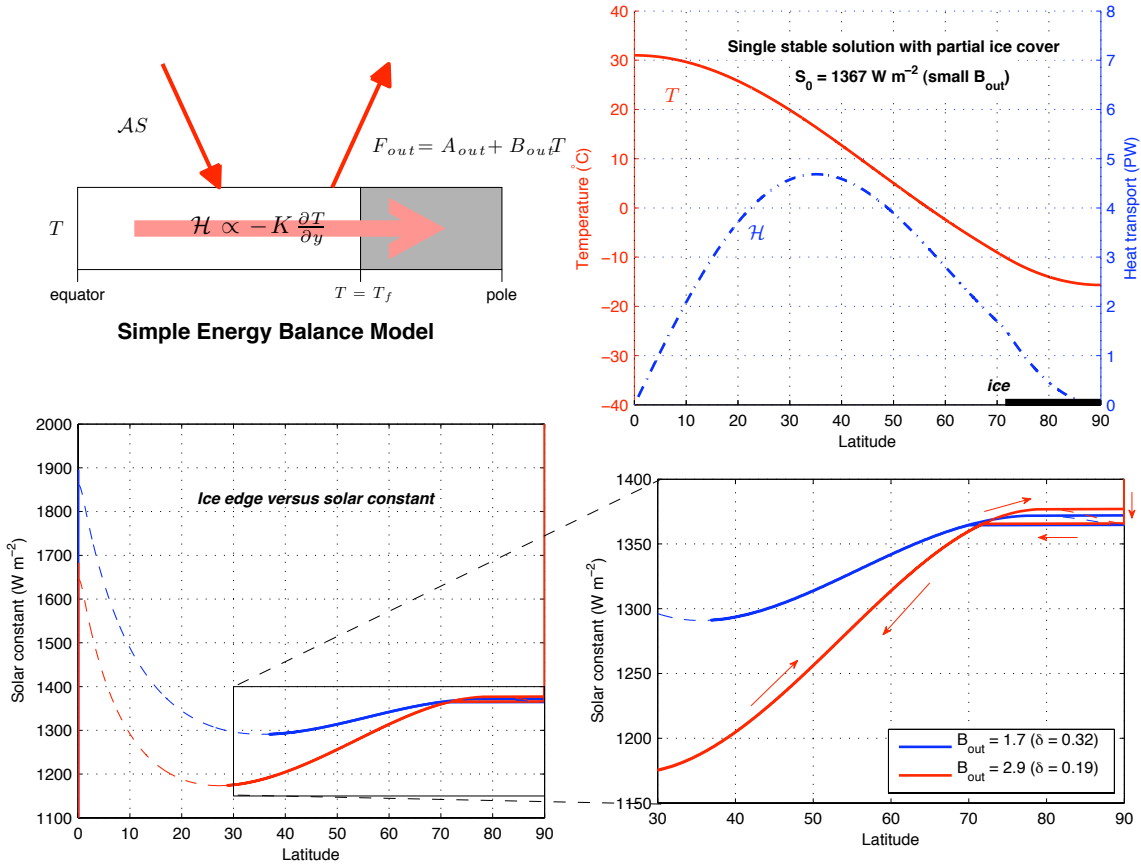 𝒜S
F_out = A_out + B_out T
T
ℋ ∝ −K ∂T/∂y
equator
T = T_f
pole
Simple Energy Balance Model
Single stable solution with partial ice cover
S_0 = 1367 W m^−2 (small B_out)
T
ℋ
ice
Temperature (°C)
40
30
20
10
0
−10
−20
−30
−40
Heat transport (PW)
8
7
6
5
4
3
2
1
0
0 10 20 30 40 50 60 70 80 90
Latitude
Ice edge versus solar constant
Solar constant (W m^−2)
2000
1900
1800
1700
1600
1500
1400
1300
1200
1100
0 10 20 30 40 50 60 70 80 90
Latitude
Solar constant (W m^−2)
1400
1350
1300
1250
1200
1150
30 40 50 60 70 80 90
Latitude
B_out = 1.7 (δ = 0.32)
B_out = 2.9 (δ = 0.19)